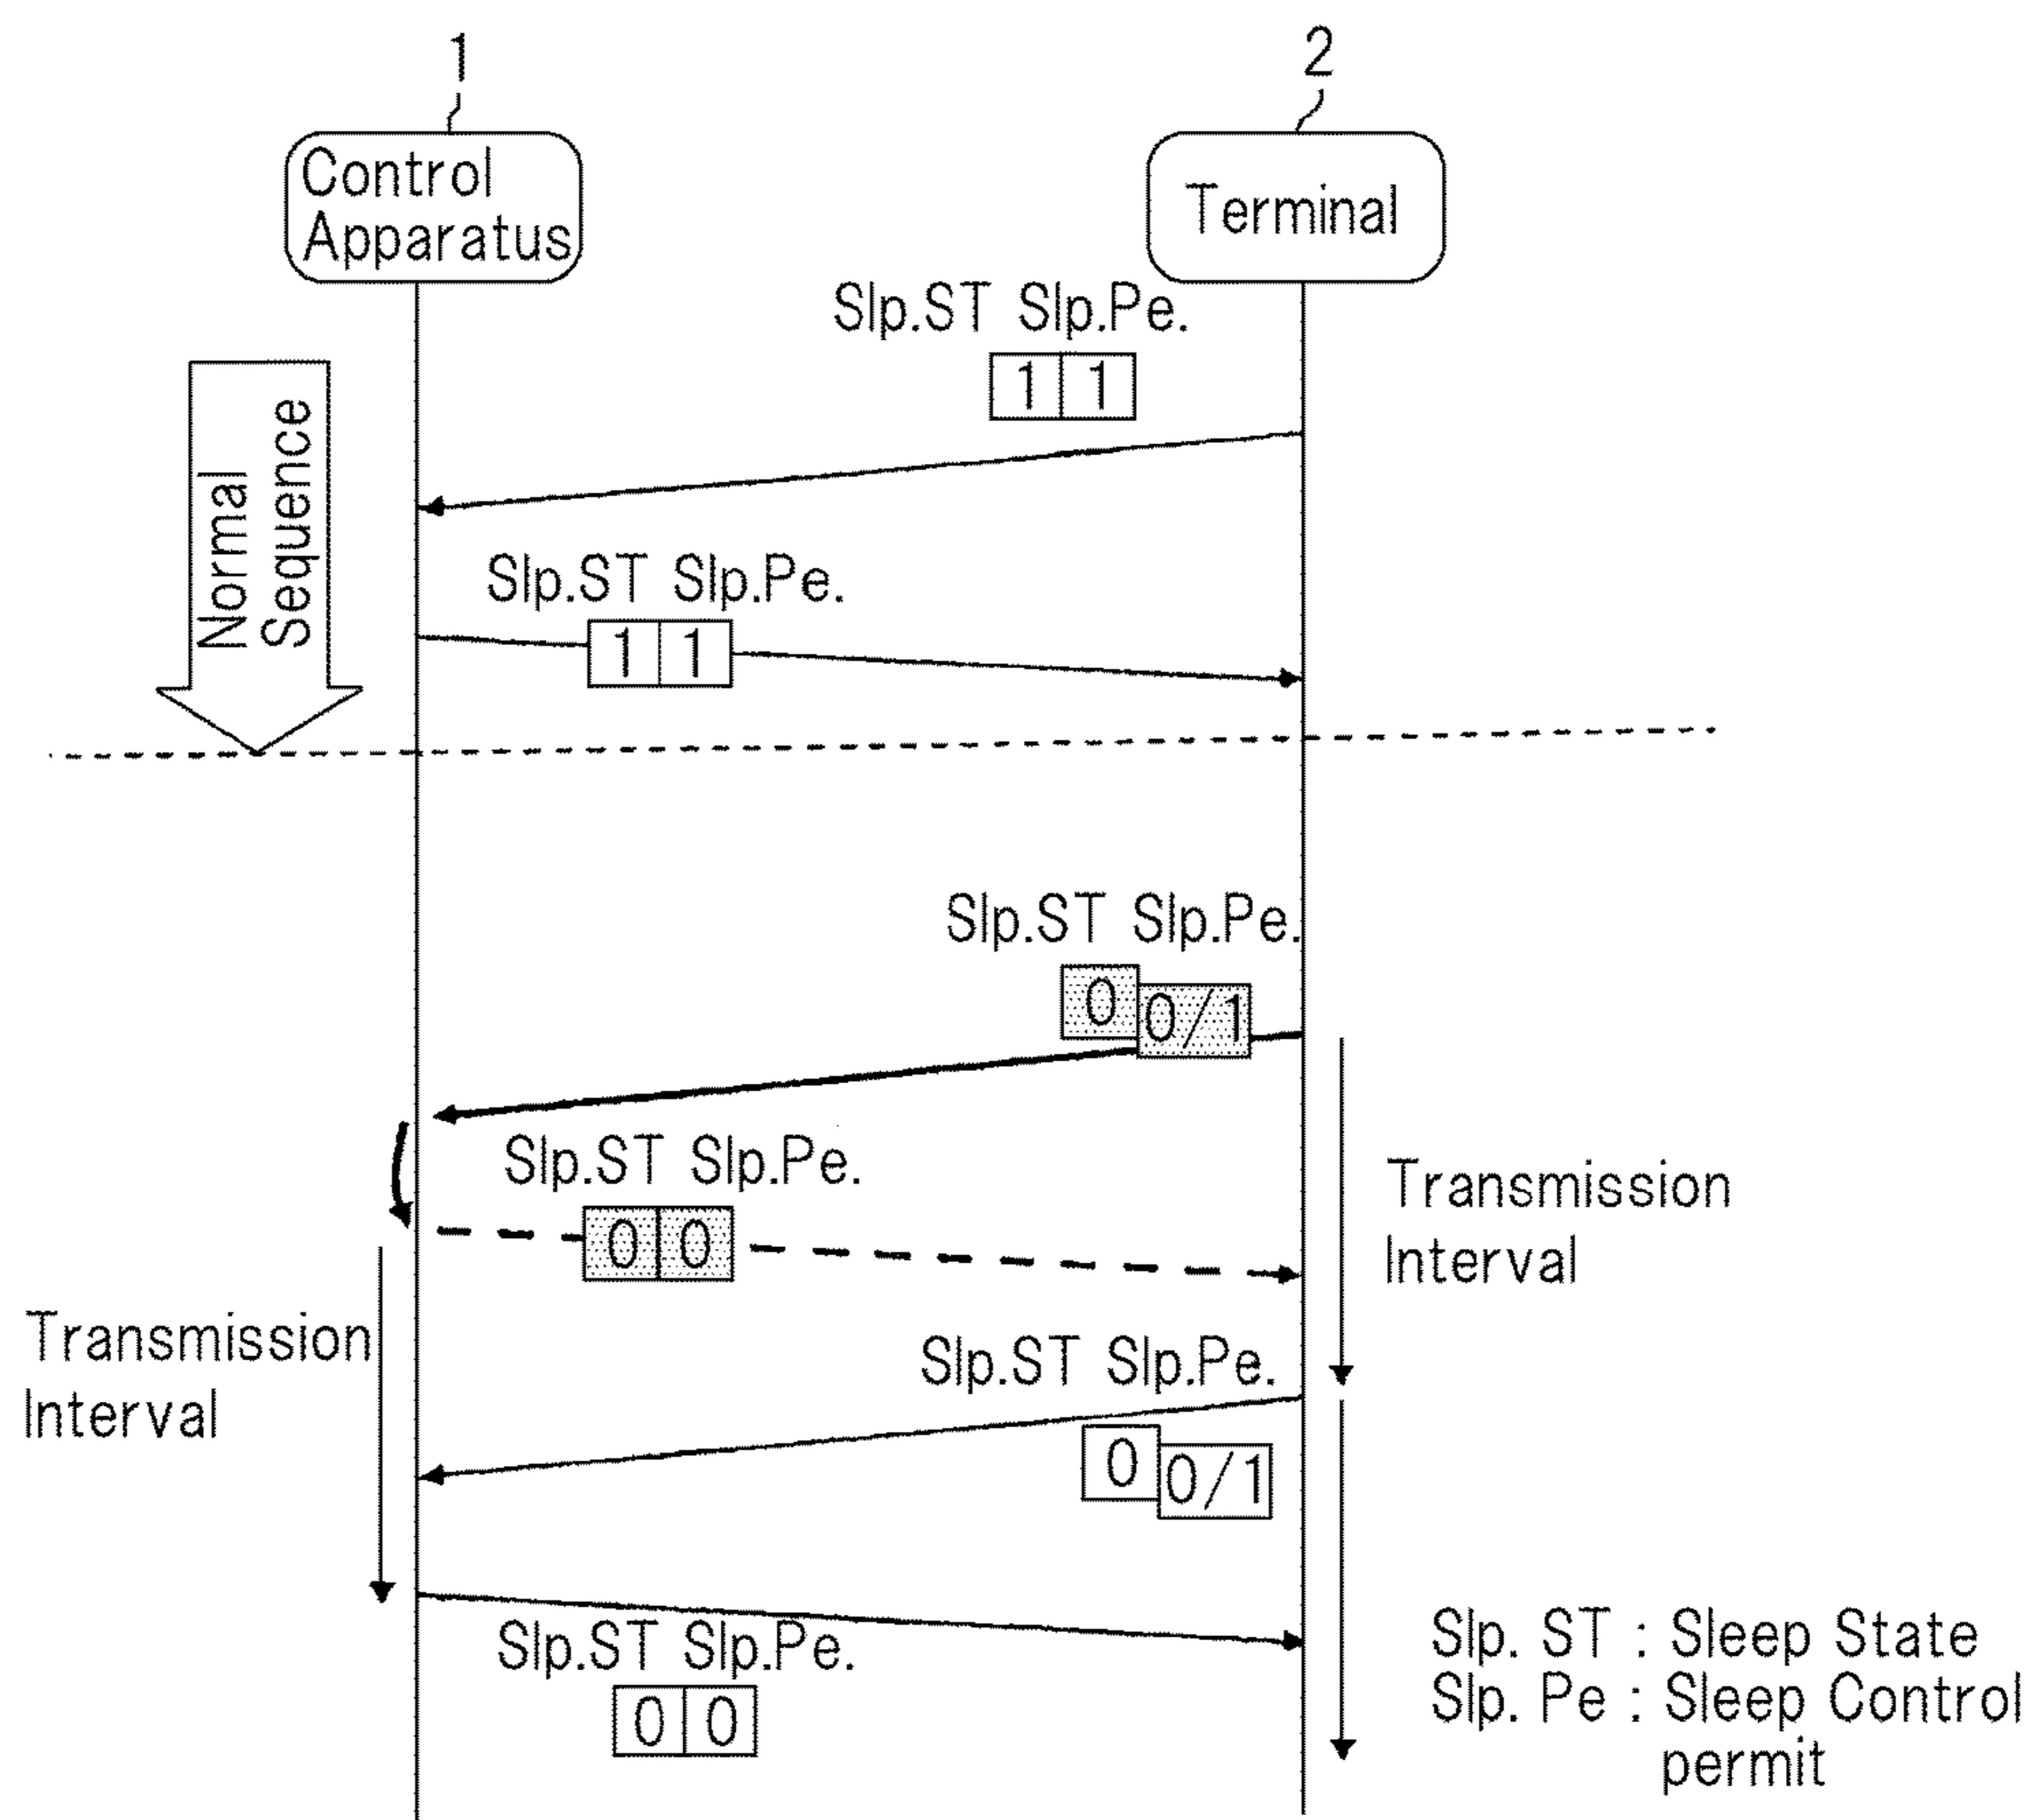 1
2
Control
Apparatus
Terminal
Slp.ST Slp.Pe.
1 1
Normal
Sequence
Slp.ST Slp.Pe.
1 1
Slp.ST Slp.Pe.
0 0/1
Slp.ST Slp.Pe.
0 0
Transmission
Interval
Transmission
Interval
Slp.ST Slp.Pe.
0 0/1
Slp.ST Slp.Pe.
0 0
Slp. ST : Sleep State
Slp. Pe : Sleep Control
permit